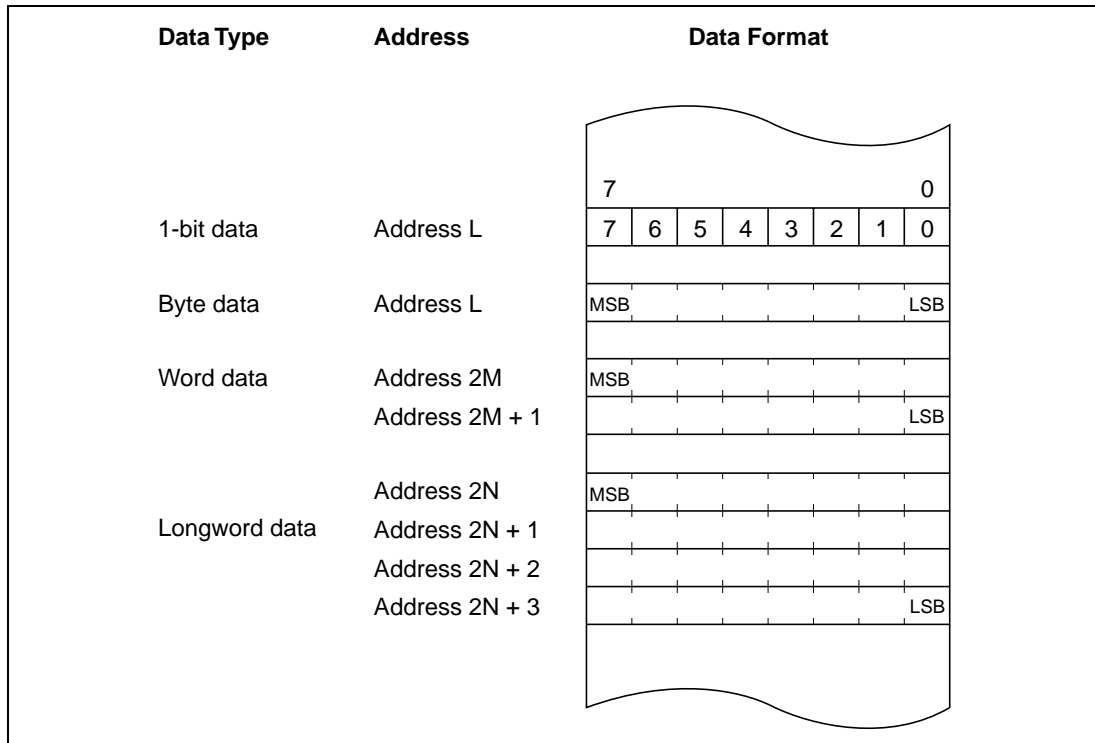 Data Type Address Data Format
7 0
1-bit data Address L 7 6 5 4 3 2 1 0
Byte data Address L MSB LSB
Word data Address 2M MSB
Address 2M + 1 LSB
Address 2N MSB
Longword data Address 2N + 1
Address 2N + 2
Address 2N + 3 LSB